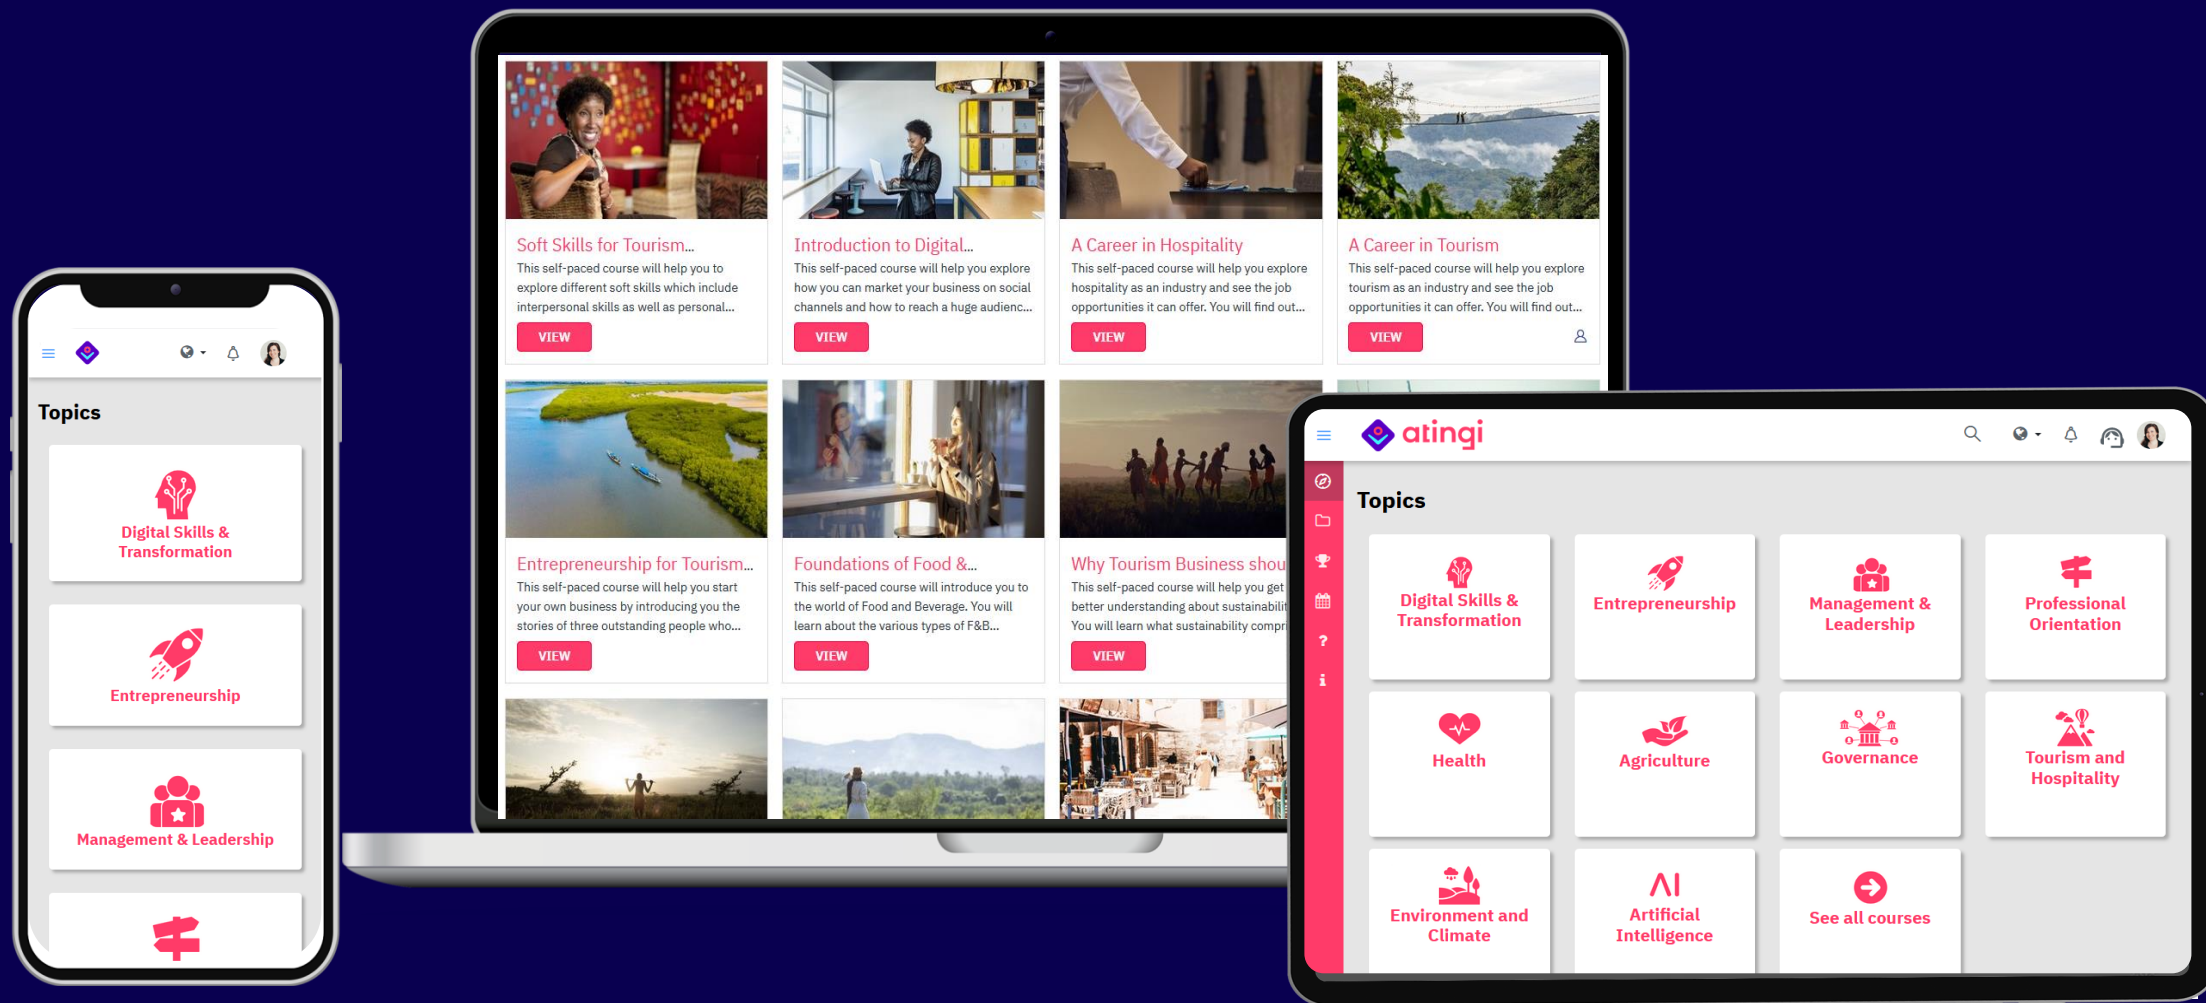 Topics
Digital Skills &
Transformation
Entrepreneurship
Management & Leadership
Soft Skills for Tourism...
This self-paced course will help you to
explore different soft skills which include
interpersonal skills as well as personal...
VIEW
Introduction to Digital...
This self-paced course will help you explore
how you can market your business on social
channels and how to reach a huge audienc...
VIEW
A Career in Hospitality
This self-paced course will help you explore
hospitality as an industry and see the job
opportunities it can offer. You will find out...
VIEW
A Career in Tourism
This self-paced course will help you explore
tourism as an industry and see the job
opportunities it can offer. You will find out...
VIEW
Entrepreneurship for Tourism...
This self-paced course will help you start
your own business by introducing you the
stories of three outstanding people who...
VIEW
Foundations of Food &...
This self-paced course will introduce you to
the world of Food and Beverage. You will
learn about the various types of F&B...
VIEW
Why Tourism Business shou
This self-paced course will help you get
better understanding about sustainabilit
You will learn what sustainability compr
VIEW
atingi
Topics
Digital Skills &
Transformation
Entrepreneurship
Management &
Leadership
Professional
Orientation
Health
Agriculture
Governance
Tourism and
Hospitality
Environment and
Climate
AI
Artificial
Intelligence
See all courses